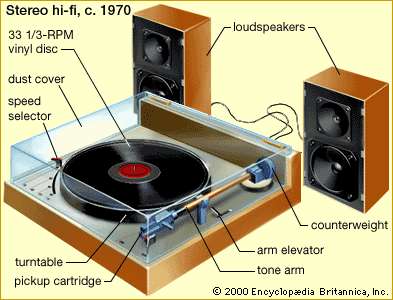 Stereo hi-fi, c. 1970
33 1/3-RPM
vinyl disc
loudspeakers
dust cover
speed
selector
counterweight
arm elevator
turntable
tone arm
pickup cartridge
© 2000 Encyclopædia Britannica, Inc.